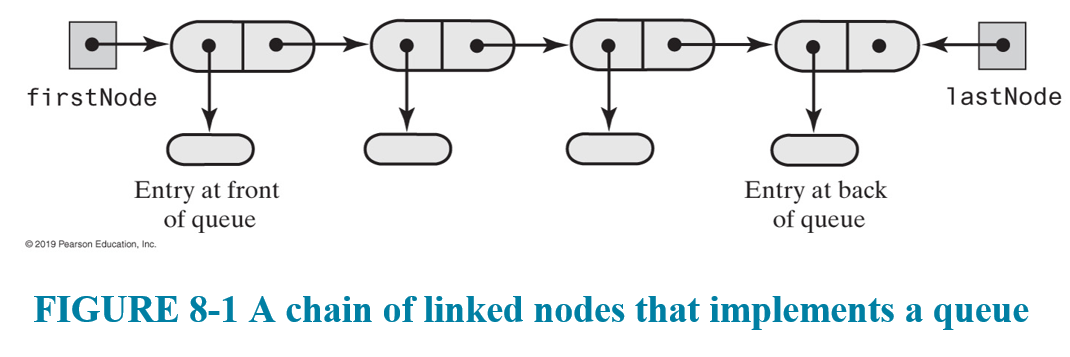 firstNode
lastNode
Entry at front
of queue
Entry at back
of queue
© 2019 Pearson Education, Inc.
FIGURE 8-1 A chain of linked nodes that implements a queue